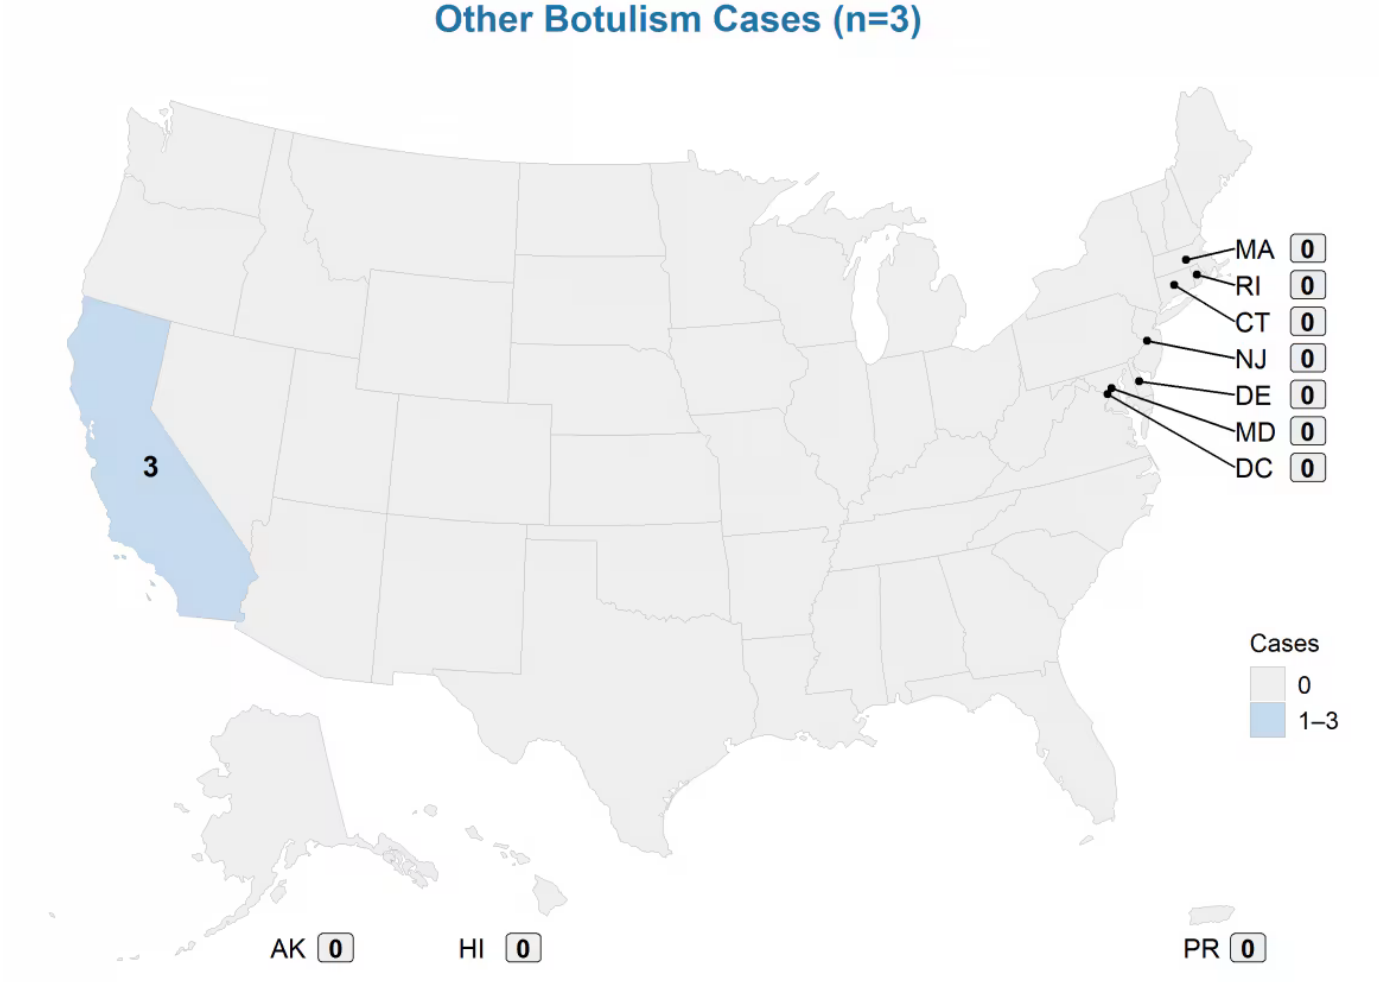 Other Botulism Cases (n=3)
MA 0
RI 0
CT 0
NJ 0
DE 0
MD 0
DC 0
3
Cases
0
1–3
AK 0
HI 0
PR 0